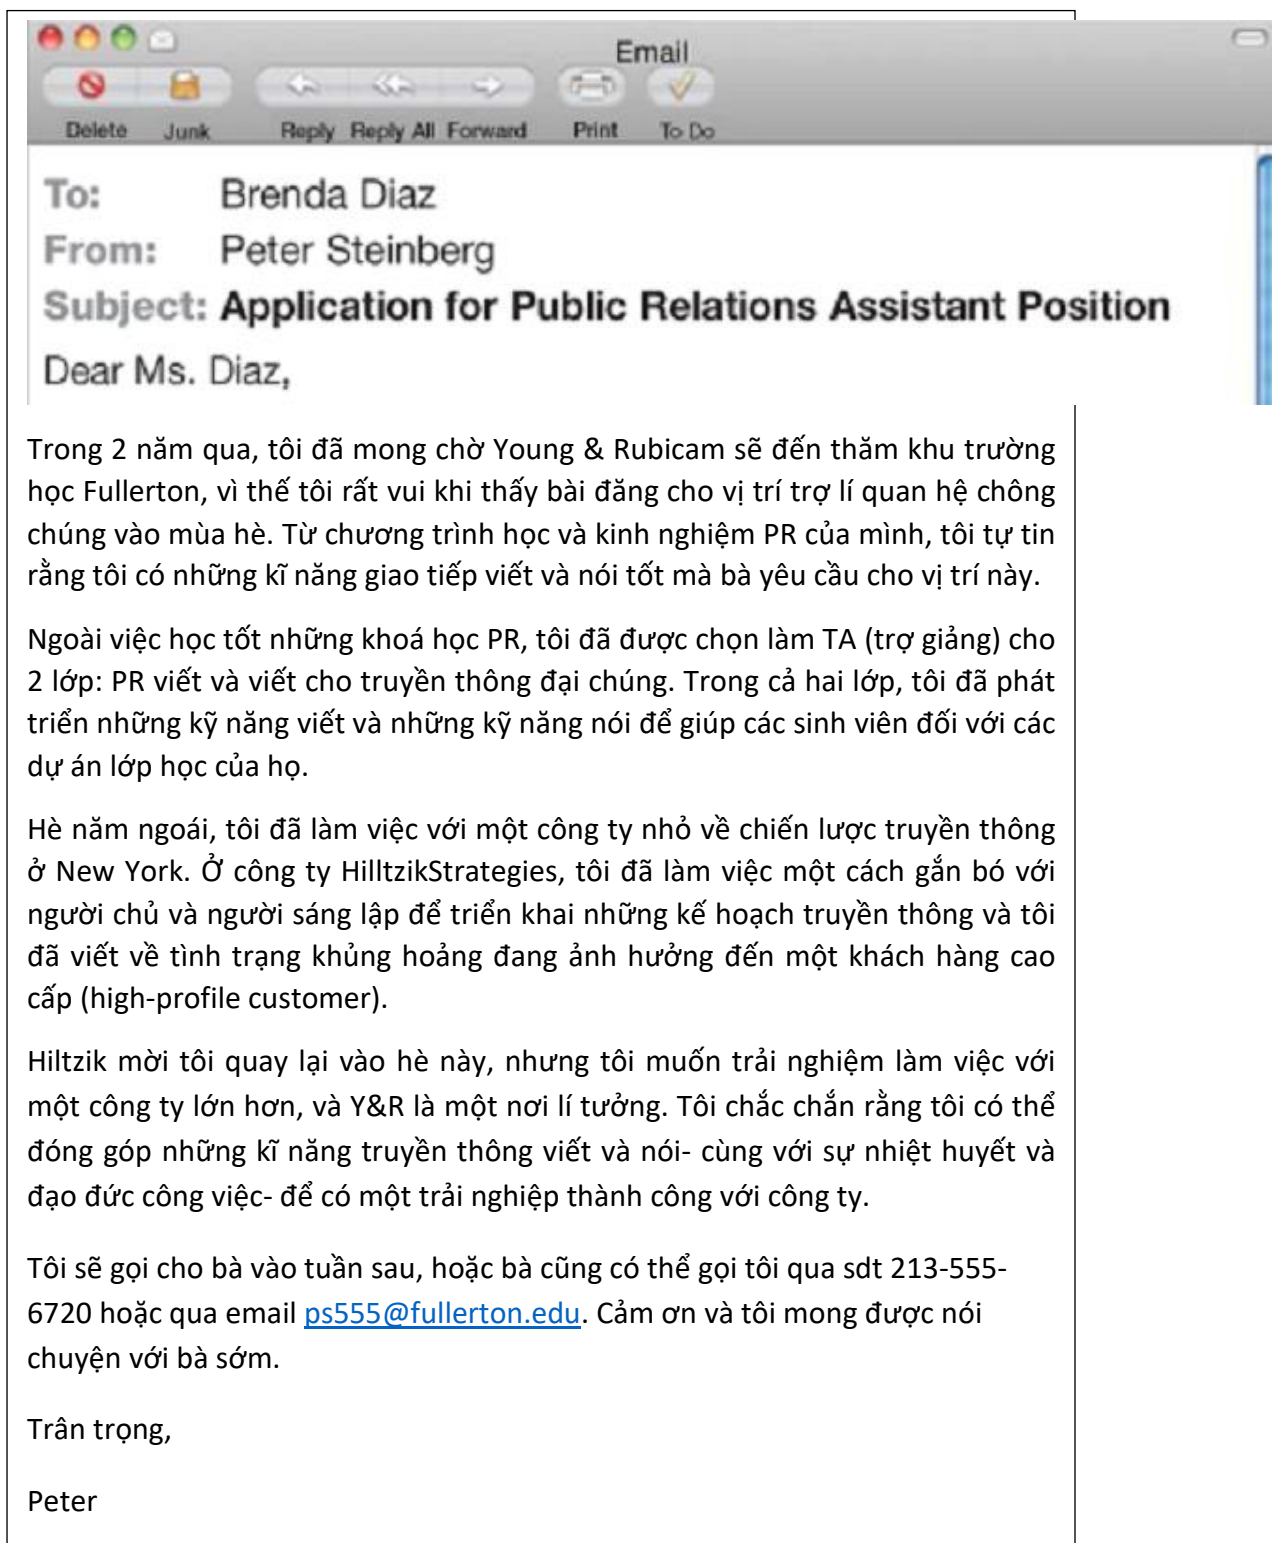 Email
Delete Junk Reply Reply All Forward Print To Do
To: Brenda Diaz
From: Peter Steinberg
Subject: Application for Public Relations Assistant Position
Dear Ms. Diaz,
Trong 2 năm qua, tôi đã mong chờ Young & Rubicam sẽ đến thăm khu trường
học Fullerton, vì thế tôi rất vui khi thấy bài đăng cho vị trí trợ lí quan hệ chông
chúng vào mùa hè. Từ chương trình học và kinh nghiệm PR của mình, tôi tự tin
rằng tôi có những kĩ năng giao tiếp viết và nói tốt mà bà yêu cầu cho vị trí này.
Ngoài việc học tốt những khoá học PR, tôi đã được chọn làm TA (trợ giảng) cho
2 lớp: PR viết và viết cho truyền thông đại chúng. Trong cả hai lớp, tôi đã phát
triển những kỹ năng viết và những kỹ năng nói để giúp các sinh viên đối với các
dự án lớp học của họ.
Hè năm ngoái, tôi đã làm việc với một công ty nhỏ về chiến lược truyền thông
ở New York. Ở công ty HilltzikStrategies, tôi đã làm việc một cách gắn bó với
người chủ và người sáng lập để triển khai những kế hoạch truyền thông và tôi
đã viết về tình trạng khủng hoảng đang ảnh hưởng đến một khách hàng cao
cấp (high-profile customer).
Hiltzik mời tôi quay lại vào hè này, nhưng tôi muốn trải nghiệm làm việc với
một công ty lớn hơn, và Y&R là một nơi lí tưởng. Tôi chắc chắn rằng tôi có thể
đóng góp những kĩ năng truyền thông viết và nói- cùng với sự nhiệt huyết và
đạo đức công việc- để có một trải nghiệp thành công với công ty.
Tôi sẽ gọi cho bà vào tuần sau, hoặc bà cũng có thể gọi tôi qua sdt 213-555-
6720 hoặc qua email ps555@fullerton.edu. Cảm ơn và tôi mong được nói
chuyện với bà sớm.
Trân trọng,
Peter